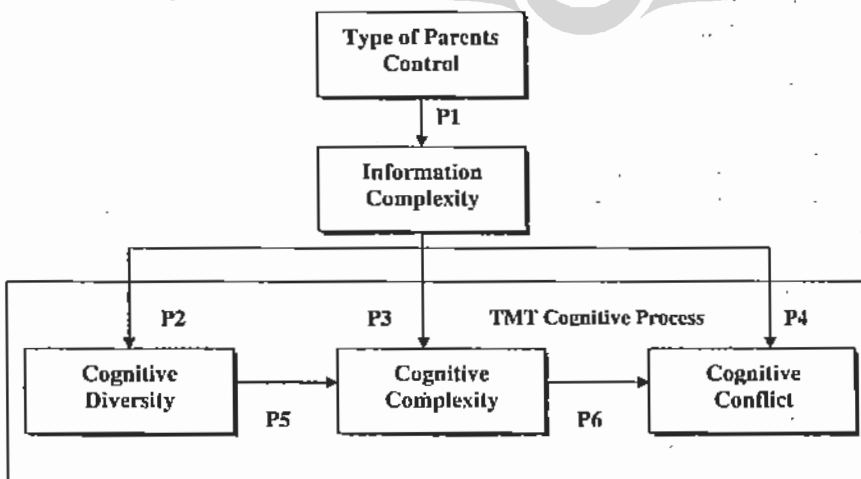 Type of Parents
Control
P1
Information
Complexity
P2
P3
TMT Cognitive Process
P4
Cognitive
Diversity
Cognitive
Complexity
Cognitive
Conflict
P5
P6